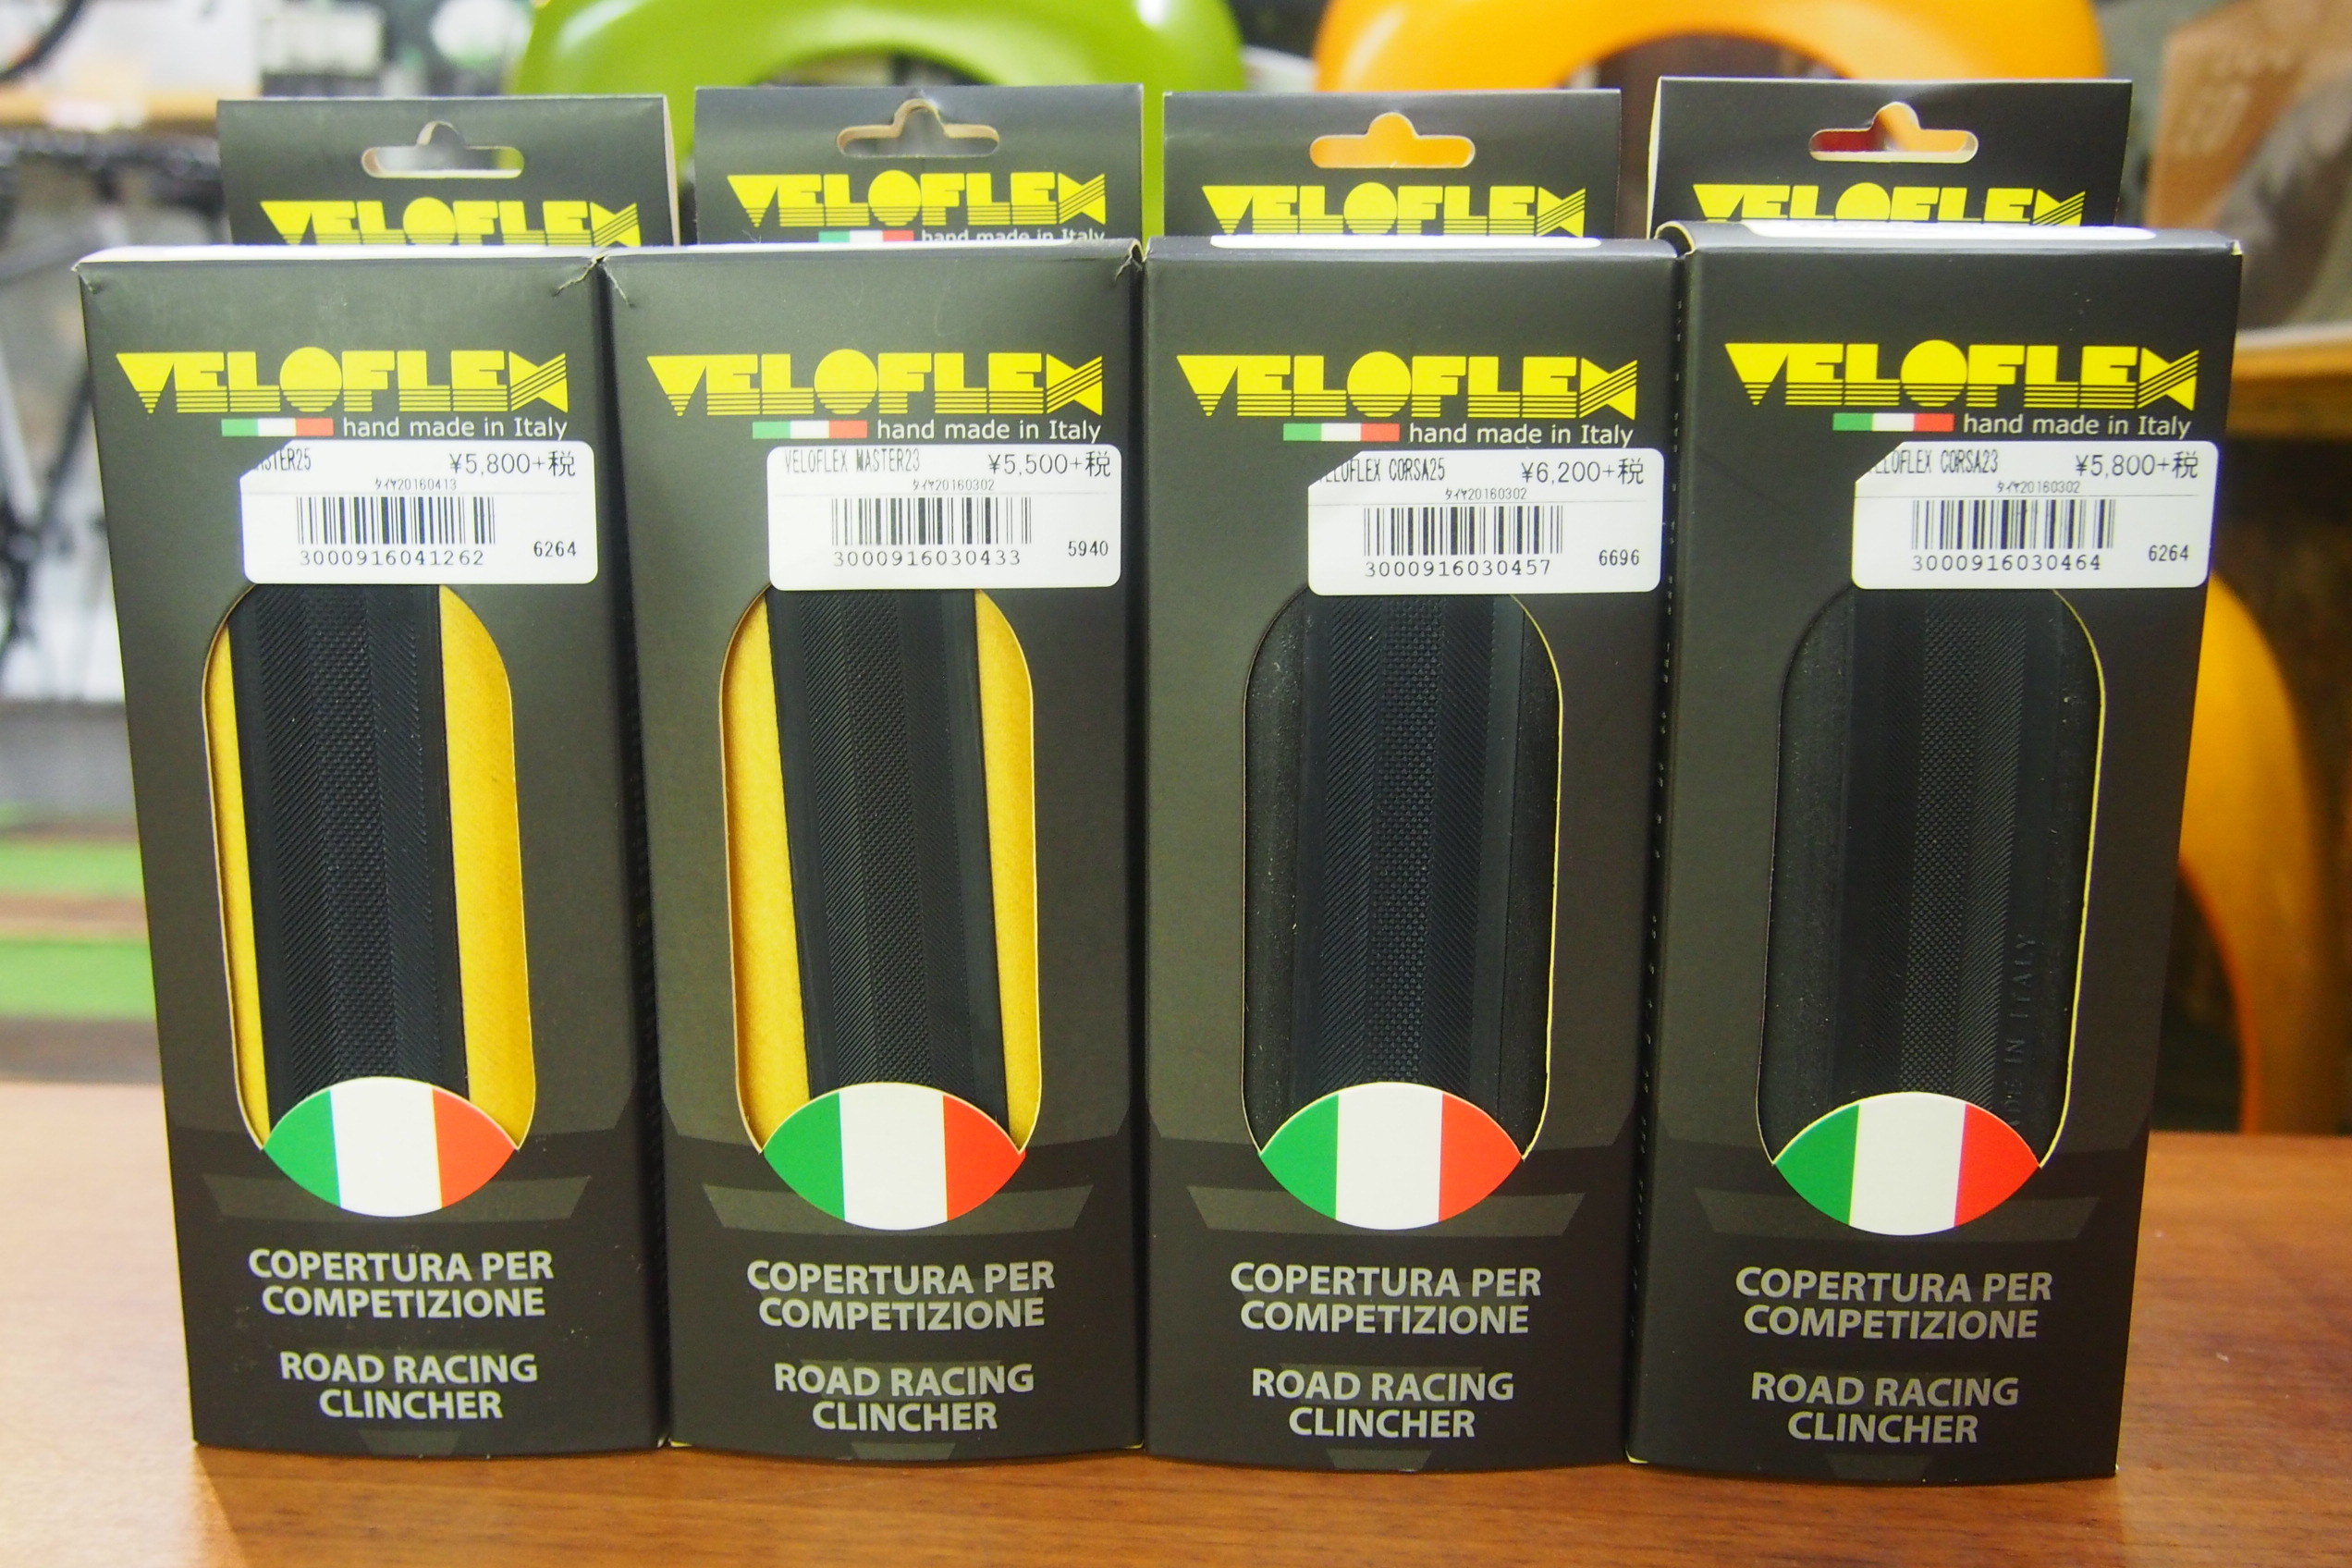 VELOFLEX
VELOFLEX
hand made in Italy
ASTER25 ¥5,800+税
タイヤ20160413
3000916041262 6264
COPERTURA PER
COMPETIZIONE
ROAD RACING
CLINCHER
VELOFLEX
hand made in Italy
VELOFLEX
hand made in Italy
VELOFLEX MASTER23 ¥5,500+税
タイヤ20160302
3000916030433 5940
COPERTURA PER
COMPETIZIONE
ROAD RACING
CLINCHER
VELOFLEX
VELOFLEX
hand made in Italy
ELOFLEX CORSA25 ¥6,200+税
タイヤ20160302
3000916030457 6696
COPERTURA PER
COMPETIZIONE
ROAD RACING
CLINCHER
VELOFLEX
VELOFLEX
hand made in Italy
ELOFLEX CORSA23 ¥5,800+税
タイヤ20160302
3000916030464 6264
ADE IN ITALY
COPERTURA PER
COMPETIZIONE
ROAD RACING
CLINCHER